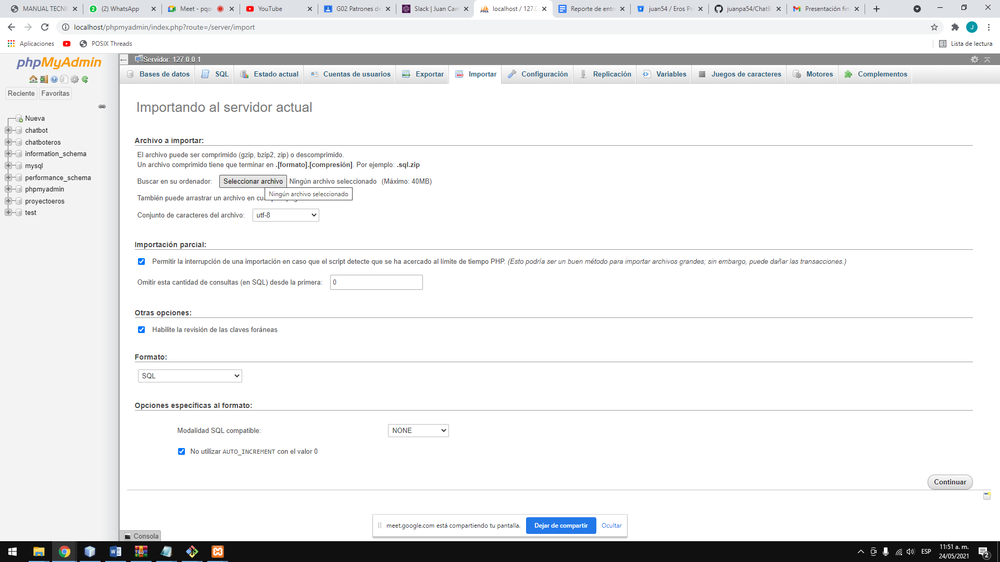 MANUAL TECNI
(2) WhatsApp
Meet - pqo-
YouTube
G02 Patrones de
Slack | Juan Cam
localhost / 127.0
Reporte de entr
juan54 / Eros Pr
juanpa54/ChatB
Presentación fin
localhost/phpmyadmin/index.php?route=/server/import
J
Aplicaciones
POSIX Threads
Lista de lectura
phpMyAdmin
Reciente
Favoritas
Nueva
chatbot
chatboteros
information_schema
mysql
performance_schema
phpmyadmin
proyectoeros
test
Servidor: 127.0.0.1
Bases de datos
SQL
Estado actual
Cuentas de usuarios
Exportar
Importar
Configuración
Replicación
Variables
Juegos de caracteres
Motores
Complementos
Importando al servidor actual
Archivo a importar:
El archivo puede ser comprimido (gzip, bzip2, zip) o descomprimido.
Un archivo comprimido tiene que terminar en .[formato].[compresión]. Por ejemplo: .sql.zip
Buscar en su ordenador: Seleccionar archivo Ningún archivo seleccionado (Máximo: 40MB)
Ningún archivo seleccionado
También puede arrastrar un archivo en
Conjunto de caracteres del archivo: utf-8
Importación parcial:
Permitir la interrupción de una importación en caso que el script detecte que se ha acercado al límite de tiempo PHP. (Esto podría ser un buen método para importar archivos grandes; sin embargo, puede dañar las transacciones.)
Omitir esta cantidad de consultas (en SQL) desde la primera: 0
Otras opciones:
Habilite la revisión de las claves foráneas
Formato:
SQL
Opciones específicas al formato:
Modalidad SQL compatible: NONE
No utilizar AUTO_INCREMENT con el valor 0
Continuar
meet.google.com está compartiendo tu pantalla.
Dejar de compartir
Ocultar
Consola
ESP
11:51 a. m.
24/05/2021
2